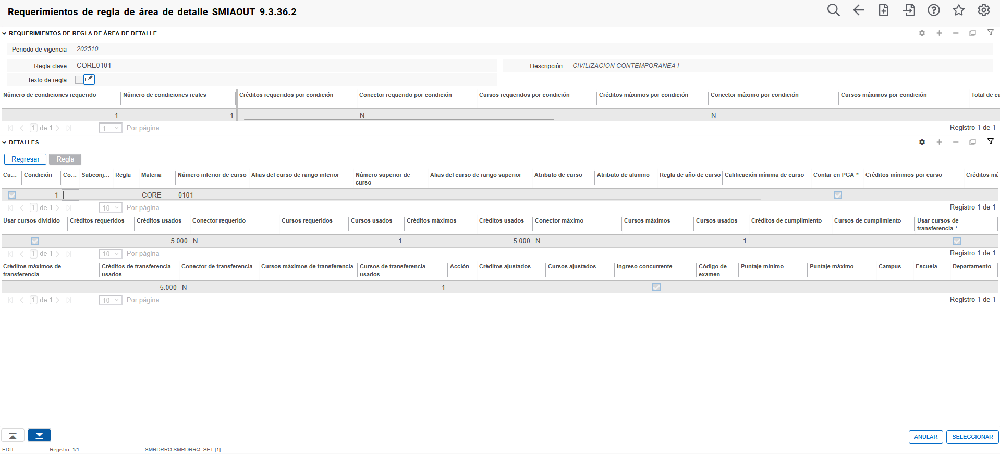 Requerimientos de regla de área de detalle SMIAOUT 9.3.36.2
REQUERIMIENTOS DE REGLA DE ÁREA DE DETALLE
Periodo de vigencia 202510
Regla clave CORE0101 Descripción CIVILIZACION CONTEMPORANEA I
Texto de regla
Número de condiciones requerido Número de condiciones reales Créditos requeridos por condición Conector requerido por condición Cursos requeridos por condición Créditos máximos por condición Conector máximo por condición Cursos máximos por condición Total de cu
1 1 N N
1 de 1 1 Por página Registro 1 de 1
DETALLES
Regresar Regla
Cu... Condición Co... Subconj... Regla Materia Número inferior de curso Alias del curso de rango inferior Número superior de curso Alias del curso de rango superior Atributo de curso Atributo de alumno Regla de año de curso Calificación mínima de curso Contar en PGA * Créditos mínimos por curso Créditos má
1 CORE 0101
1 de 1 10 Por página Registro 1 de 1
Usar cursos dividido Créditos requeridos Créditos usados Conector requerido Cursos requeridos Cursos usados Créditos máximos Créditos usados Conector máximo Cursos máximos Cursos usados Créditos de cumplimiento Cursos de cumplimiento Usar cursos de transferencia *
5.000 N 1 5.000 N 1
1 de 1 10 Por página Registro 1 de 1
Créditos máximos de transferencia Créditos de transferencia usados Conector de transferencia Cursos máximos de transferencia Cursos de transferencia usados Acción Créditos ajustados Cursos ajustados Ingreso concurrente Código de examen Puntaje mínimo Puntaje máximo Campus Escuela Departamento
5.000 N 1
1 de 1 10 Por página Registro 1 de 1
ANULAR SELECCIONAR
EDIT Registro: 1/1 SMRDRRQ.SMRDRRQ_SET [1]